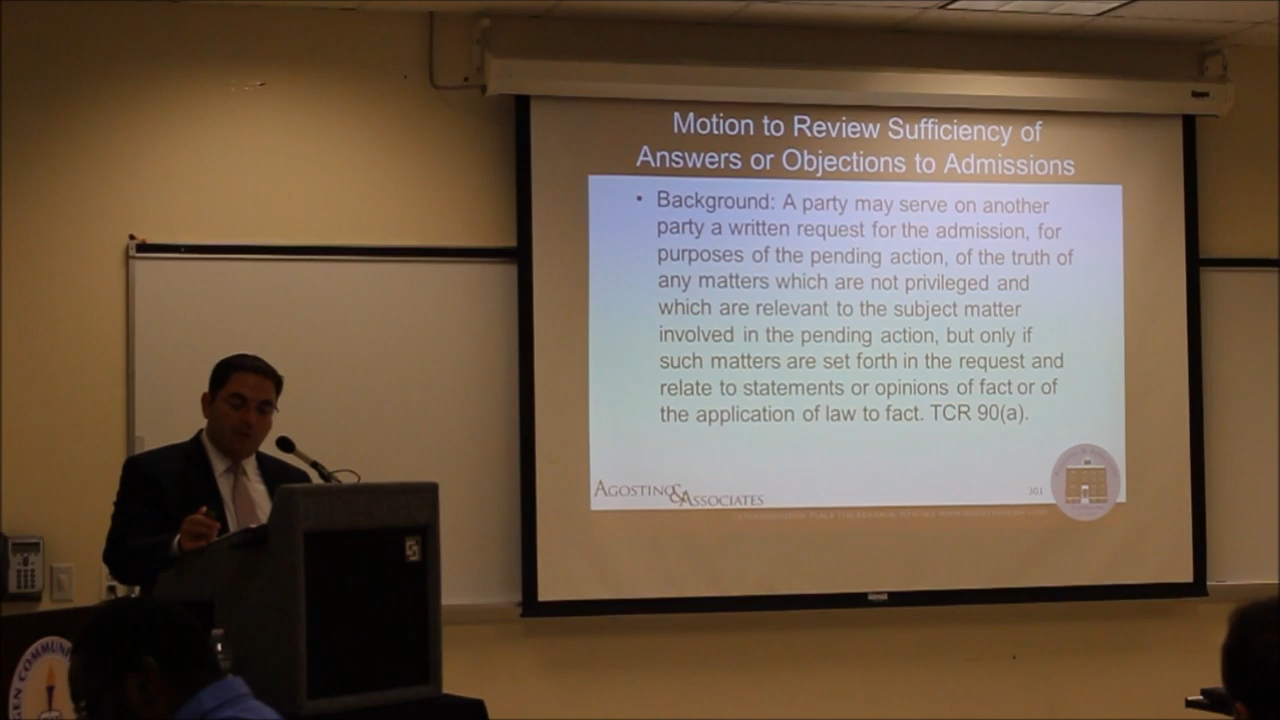 Motion to Review Sufficiency of
Answers or Objections to Admissions
• Background: A party may serve on another
party a written request for the admission, for
purposes of the pending action, of the truth of
any matters which are not privileged and
which are relevant to the subject matter
involved in the pending action, but only if
such matters are set forth in the request and
relate to statements or opinions of fact or of
the application of law to fact. TCR 90(a).
AGOSTINO & ASSOCIATES
301
GEN COMMUNI